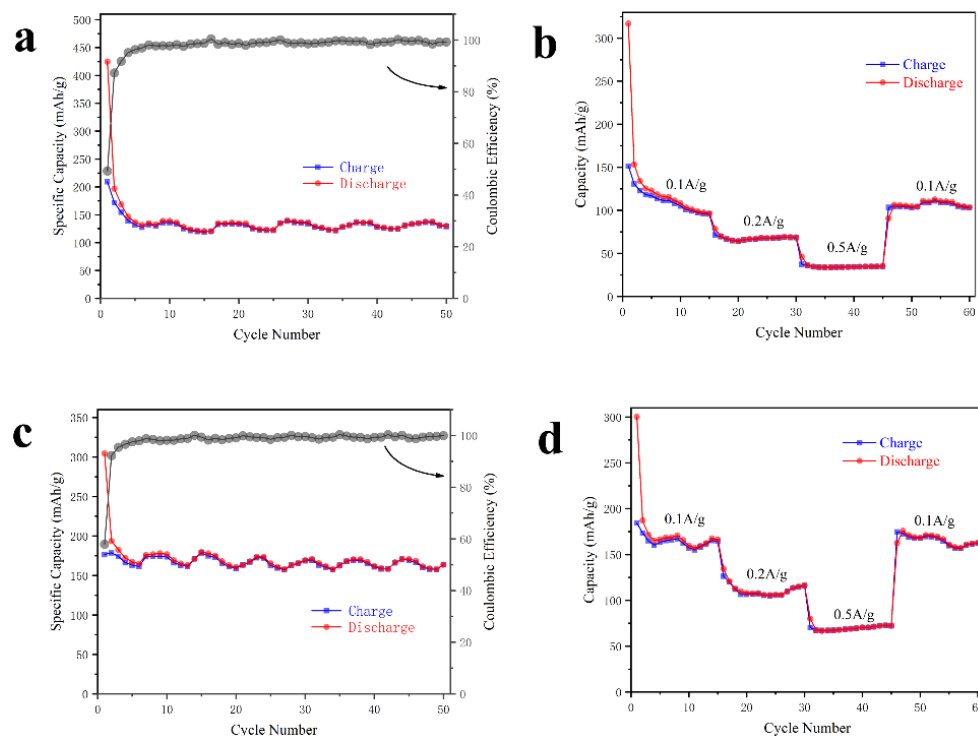 a
500
450
400
350
300
250
200
150
100
50
0
Specific Capacity (mAh/g)
Charge
Discharge
100
80
60
40
20
0
Coulombic Efficiency (%)
0 10 20 30 40 50
Cycle Number
b
300
250
200
150
100
50
0
Capacity (mAh/g)
Charge
Discharge
0.1A/g
0.2A/g
0.5A/g
0.1A/g
0 10 20 30 40 50 60
Cycle Number
c
350
300
250
200
150
100
50
0
Specific Capacity (mAh/g)
Charge
Discharge
100
80
60
40
20
0
Coulombic Efficiency (%)
0 10 20 30 40 50
Cycle Number
d
300
250
200
150
100
50
0
Capacity (mAh/g)
Charge
Discharge
0.1A/g
0.2A/g
0.5A/g
0.1A/g
0 10 20 30 40 50 60
Cycle Number